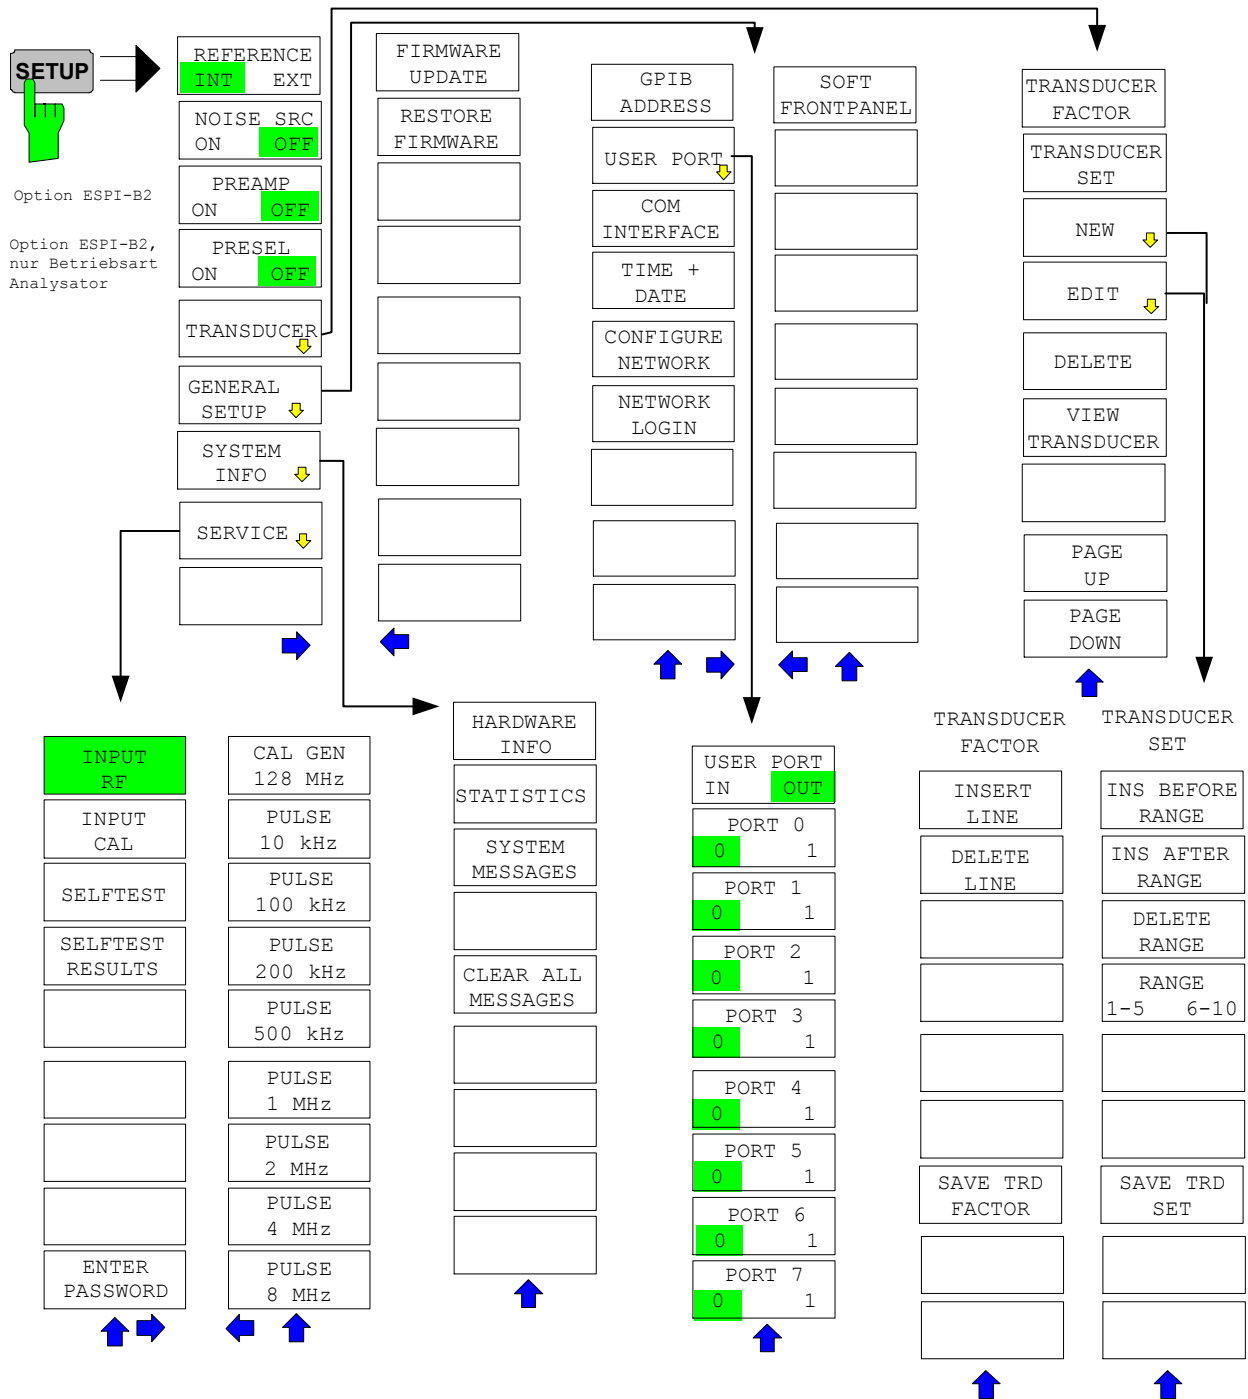 SETUP
Option ESPI-B2
Option ESPI-B2,
nur Betriebsart
Analysator
REFERENCE
INT EXT
NOISE SRC
ON OFF
PREAMP
ON OFF
PRESEL
ON OFF
TRANSDUCER
GENERAL
SETUP
SYSTEM
INFO
SERVICE
FIRMWARE
UPDATE
RESTORE
FIRMWARE
GPIB
ADDRESS
USER PORT
COM
INTERFACE
TIME +
DATE
CONFIGURE
NETWORK
NETWORK
LOGIN
SOFT
FRONTPANEL
TRANSDUCER
FACTOR
TRANSDUCER
SET
NEW
EDIT
DELETE
VIEW
TRANSDUCER
PAGE
UP
PAGE
DOWN
INPUT
RF
INPUT
CAL
SELFTEST
SELFTEST
RESULTS
ENTER
PASSWORD
CAL GEN
128 MHz
PULSE
10 kHz
PULSE
100 kHz
PULSE
200 kHz
PULSE
500 kHz
PULSE
1 MHz
PULSE
2 MHz
PULSE
4 MHz
PULSE
8 MHz
HARDWARE
INFO
STATISTICS
SYSTEM
MESSAGES
CLEAR ALL
MESSAGES
USER PORT
IN OUT
PORT 0
0 1
PORT 1
0 1
PORT 2
0 1
PORT 3
0 1
PORT 4
0 1
PORT 5
0 1
PORT 6
0 1
PORT 7
0 1
TRANSDUCER
FACTOR
INSERT
LINE
DELETE
LINE
SAVE TRD
FACTOR
TRANSDUCER
SET
INS BEFORE
RANGE
INS AFTER
RANGE
DELETE
RANGE
RANGE
1-5 6-10
SAVE TRD
SET